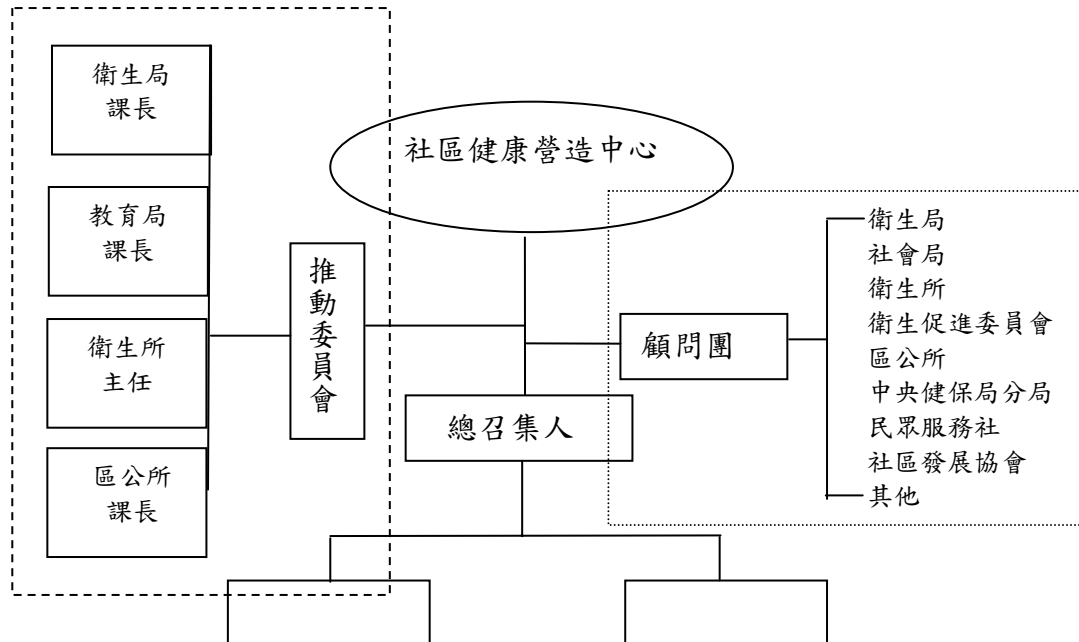 社區健康營造中心
衛生局
課長
教育局
課長
衛生所
主任
區公所
課長
推動委員會
總召集人
顧問團
衛生局
社會局
衛生所
衛生促進委員會
區公所
中央健保局分局
民眾服務社
社區發展協會
其他